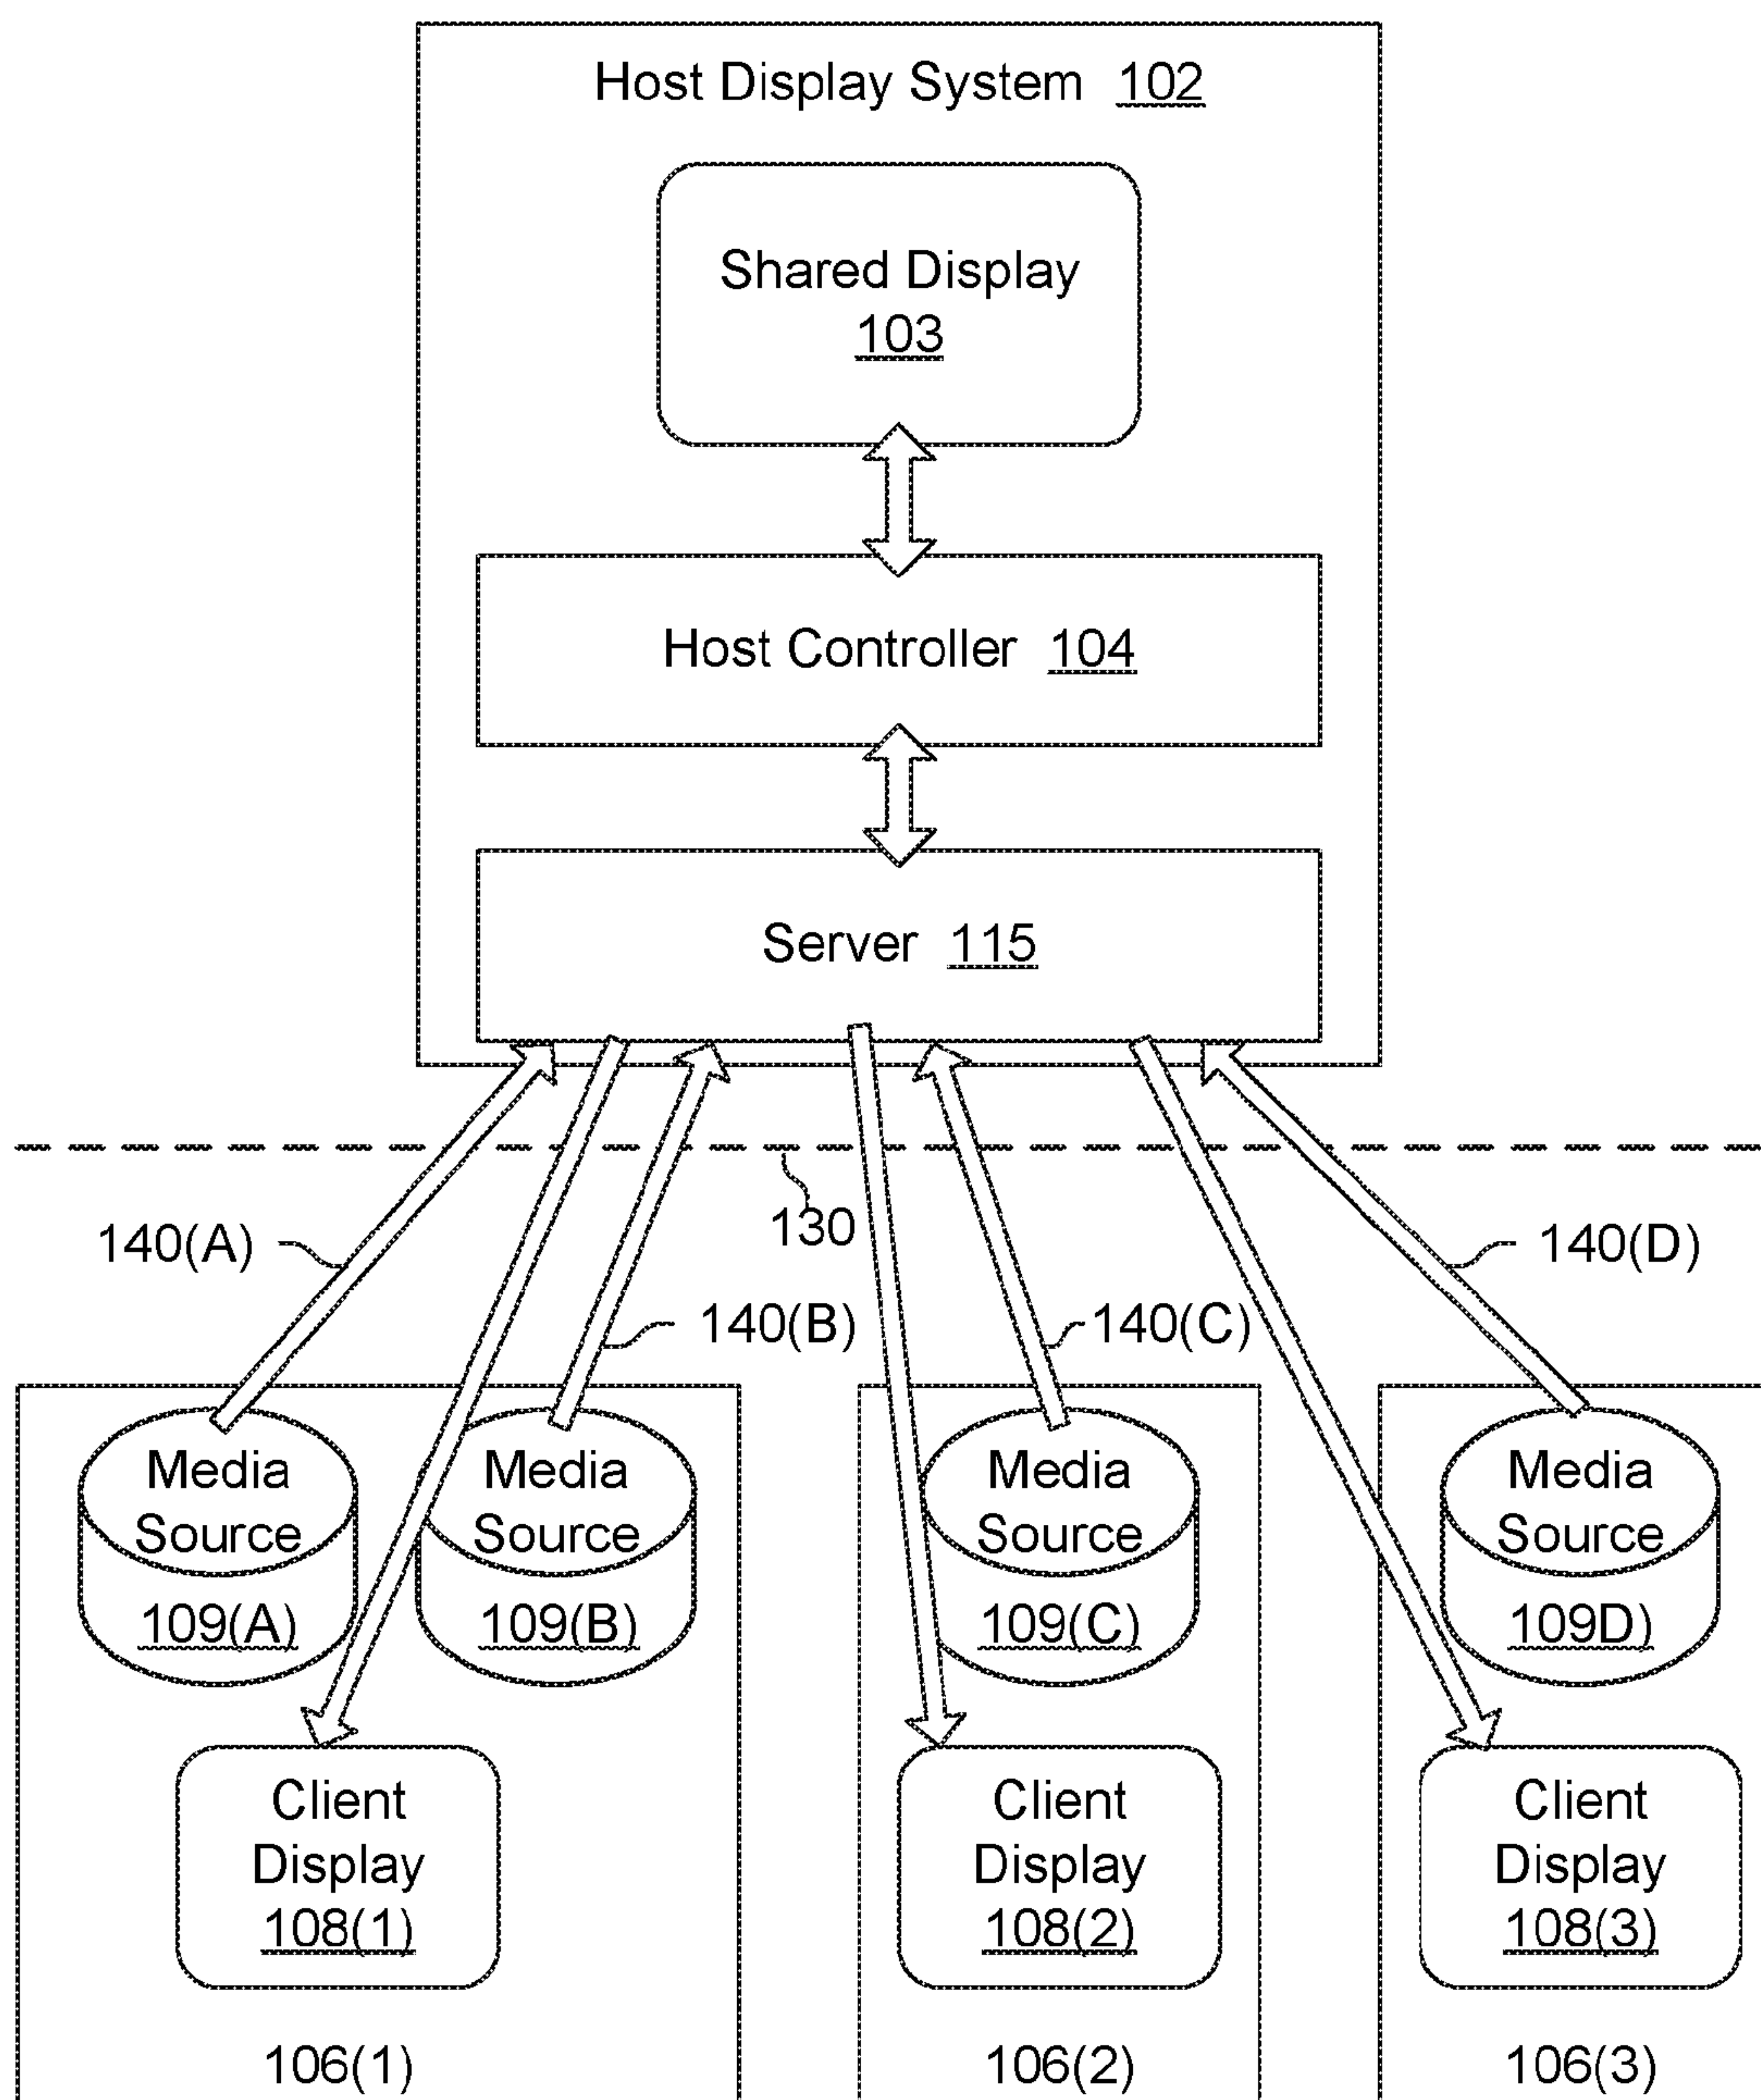 Host Display System 102
Shared Display
103
Host Controller 104
Server 115
130
140(A)
140(D)
140(B)
140(C)
Media
Source
109(A)
Media
Source
109(B)
Media
Source
109(C)
Media
Source
109D)
Client
Display
108(1)
Client
Display
108(2)
Client
Display
108(3)
106(1)
106(2)
106(3)